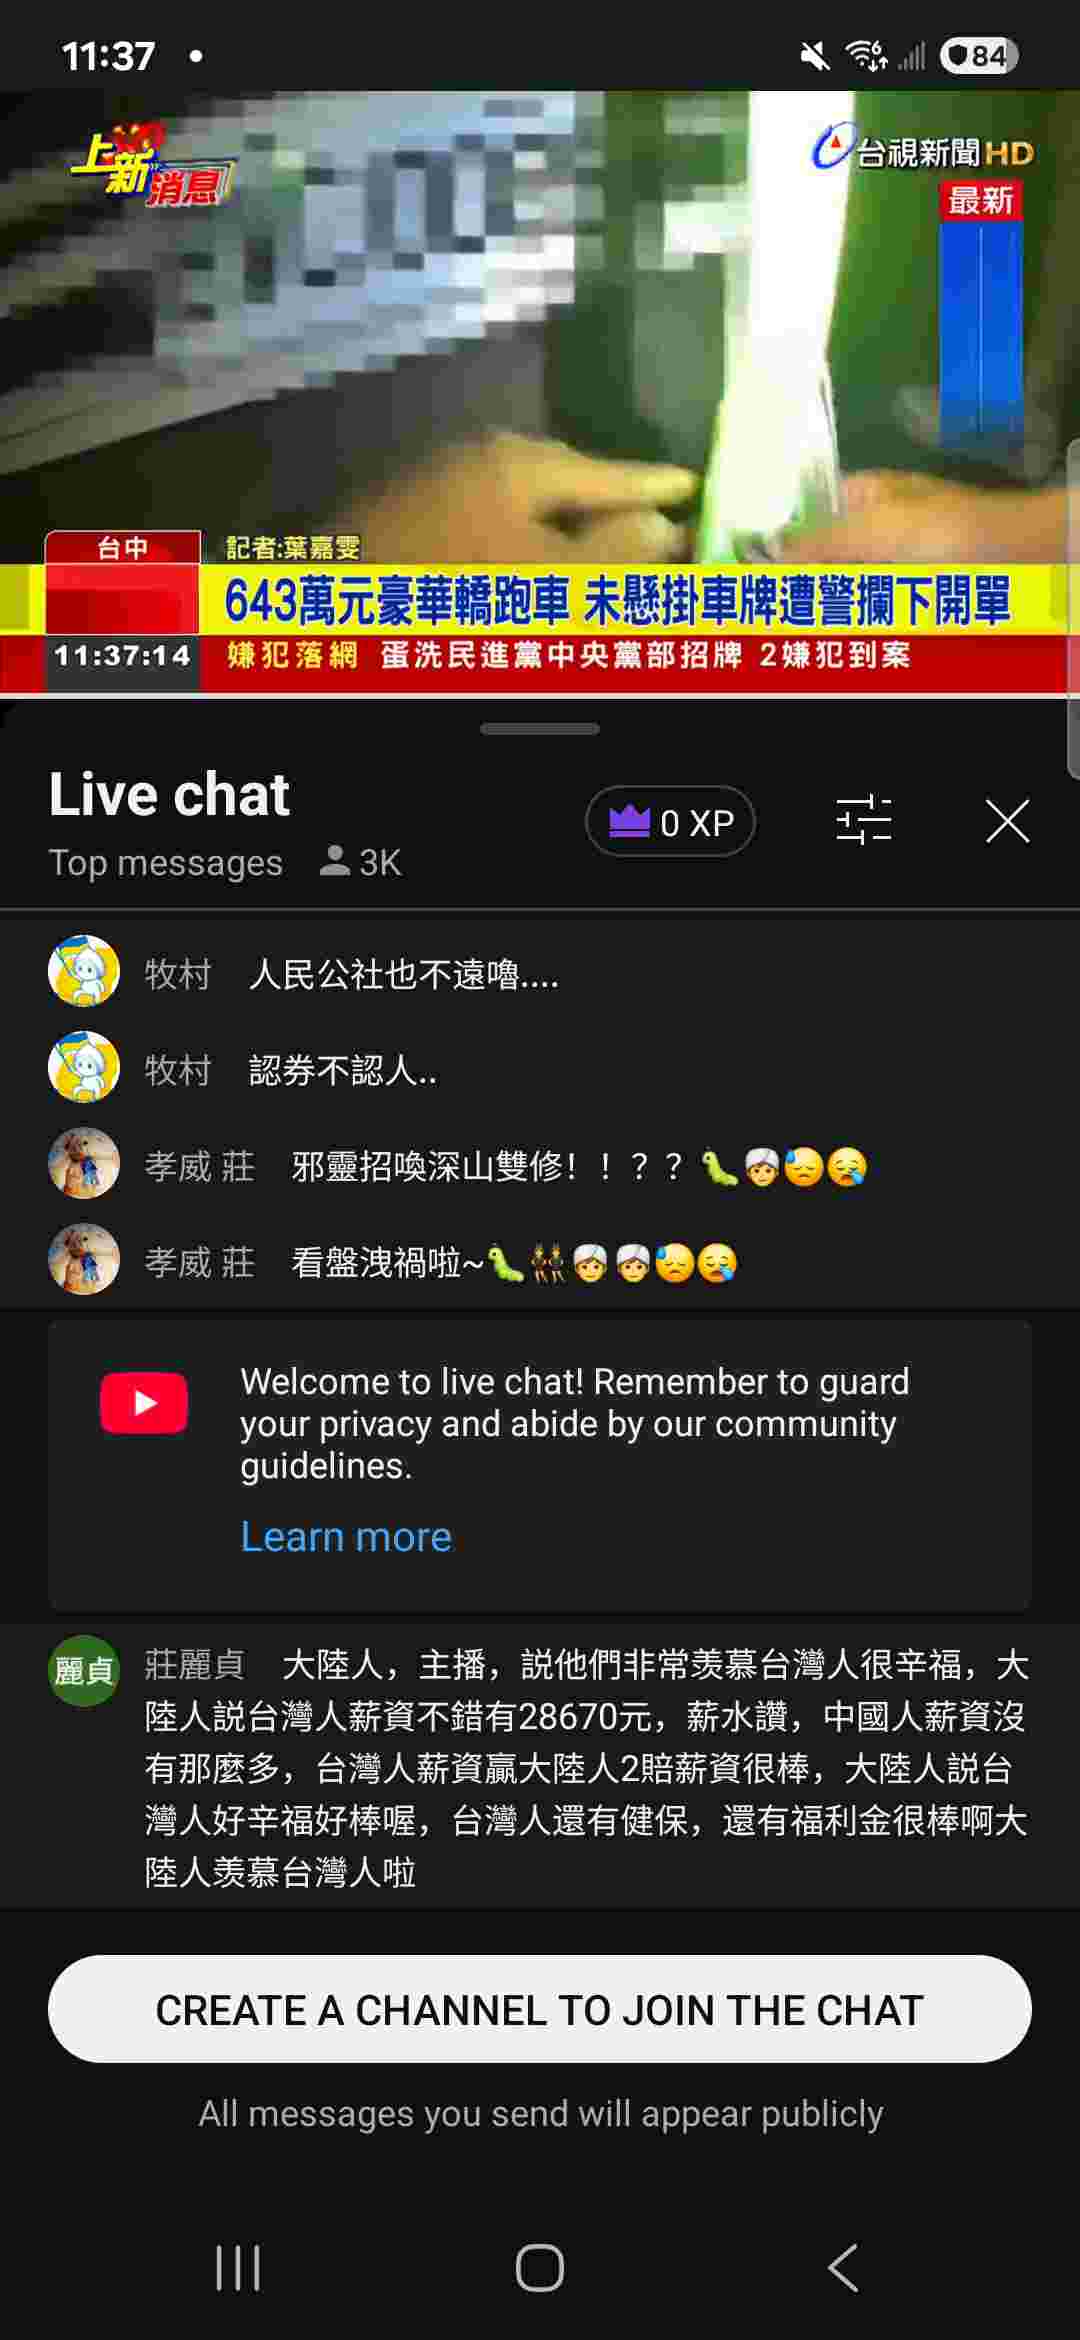 11:37
84
上新消息
台視新聞HD
最新
台中
記者:葉嘉雯
643萬元豪華轎跑車 未懸掛車牌遭警攔下開單
11:37:14
嫌犯落網 蛋洗民進黨中央黨部招牌 2嫌犯到案
Live chat
Top messages 3K
0 XP
牧村 人民公社也不遠嚕....
牧村 認券不認人..
孝威 莊 邪靈招喚深山雙修！！？？🐛👳😓😪
孝威 莊 看盤洩禍啦~🐛👯👳👳😓😪
Welcome to live chat! Remember to guard
your privacy and abide by our community
guidelines.
Learn more
麗貞
莊麗貞 大陸人，主播，説他們非常羨慕台灣人很辛福，大
陸人説台灣人薪資不錯有28670元，薪水讚，中國人薪資沒
有那麼多，台灣人薪資贏大陸人2賠薪資很棒，大陸人説台
灣人好辛福好棒喔，台灣人還有健保，還有福利金很棒啊大
陸人羨慕台灣人啦
CREATE A CHANNEL TO JOIN THE CHAT
All messages you send will appear publicly